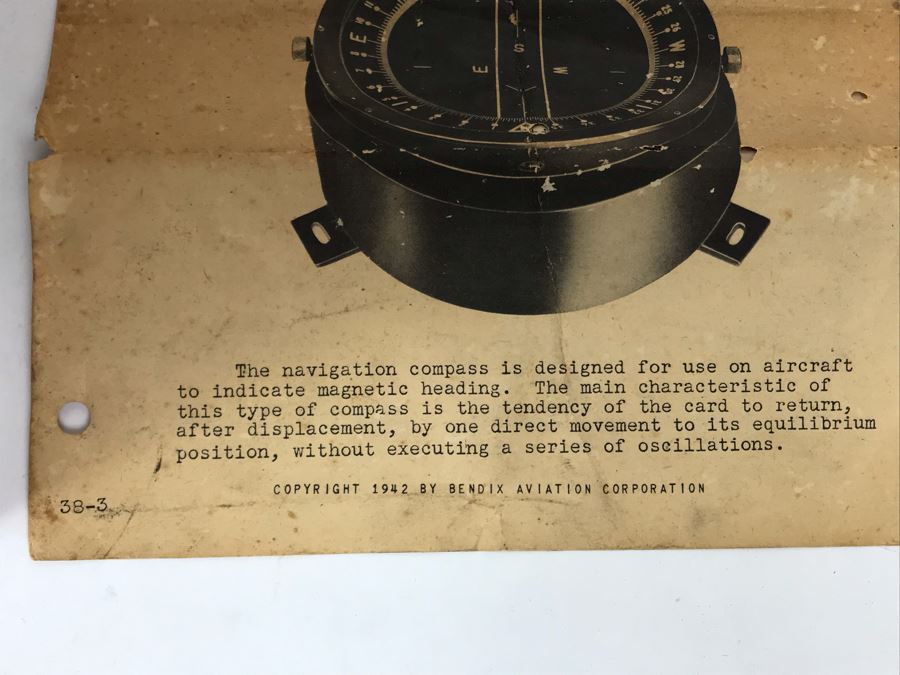 E
S
W
E
W
The navigation compass is designed for use on aircraft
to indicate magnetic heading.  The main characteristic of
this type of compass is the tendency of the card to return,
after displacement, by one direct movement to its equilibrium
position, without executing a series of oscillations.
COPYRIGHT 1942 BY BENDIX AVIATION CORPORATION
38-3